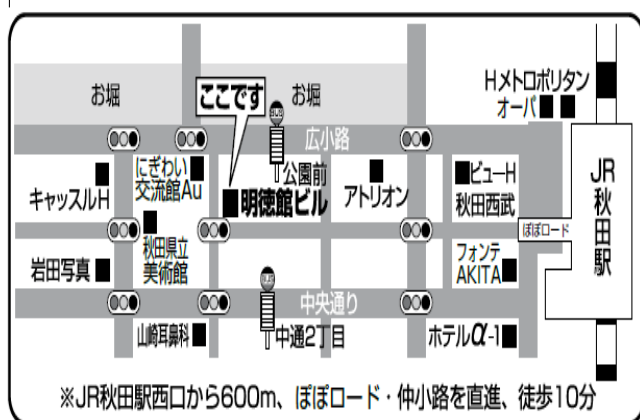 お堀
ここです
お堀
Hメトロポリタン
オーパ
広小路
BUS
公園前
キャッスルH
にぎわい
交流館Au
明徳館ビル
アトリオン
ビューH
秋田西武
JR秋田駅
ぽぽロード
岩田写真
秋田県立
美術館
フォンテ
AKITA
BUS
中央通り
山崎耳鼻科
中通2丁目
ホテルα-1
※JR秋田駅西口から600m、ぽぽロード・仲小路を直進、徒歩10分